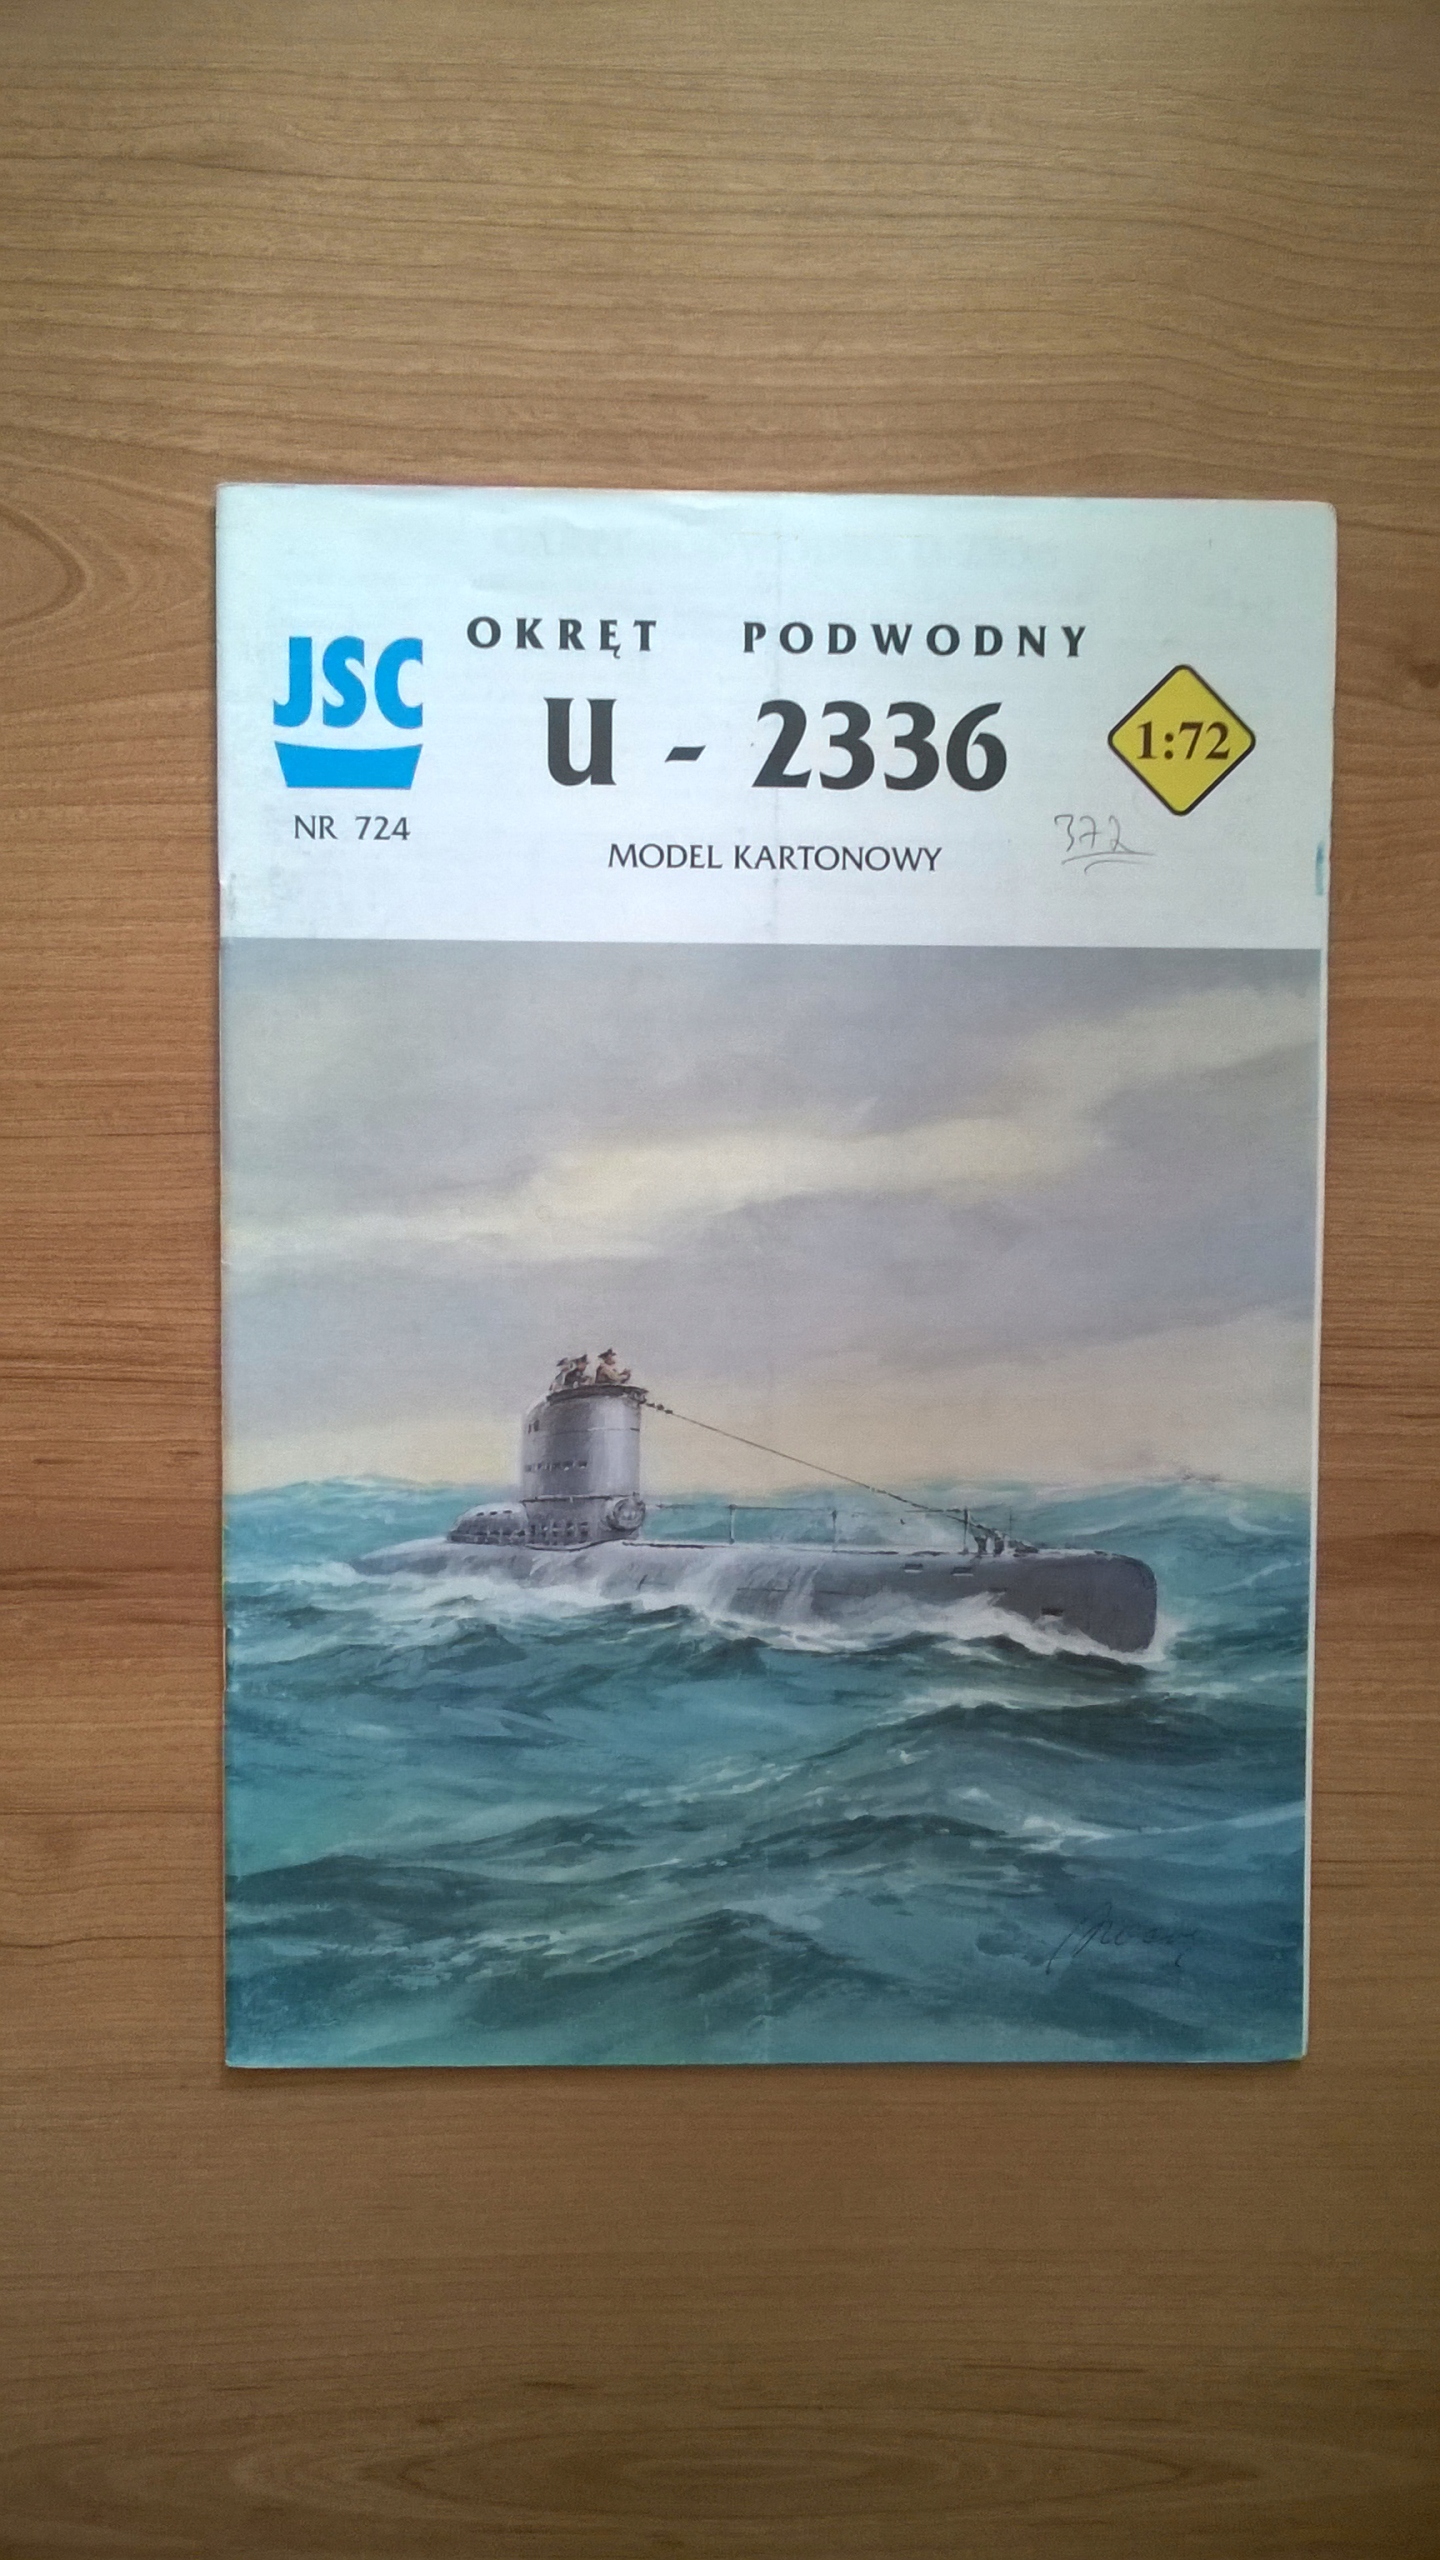 OKRĘT PODWODNY
JSC
U - 2336
1:72
NR 724
372
MODEL KARTONOWY